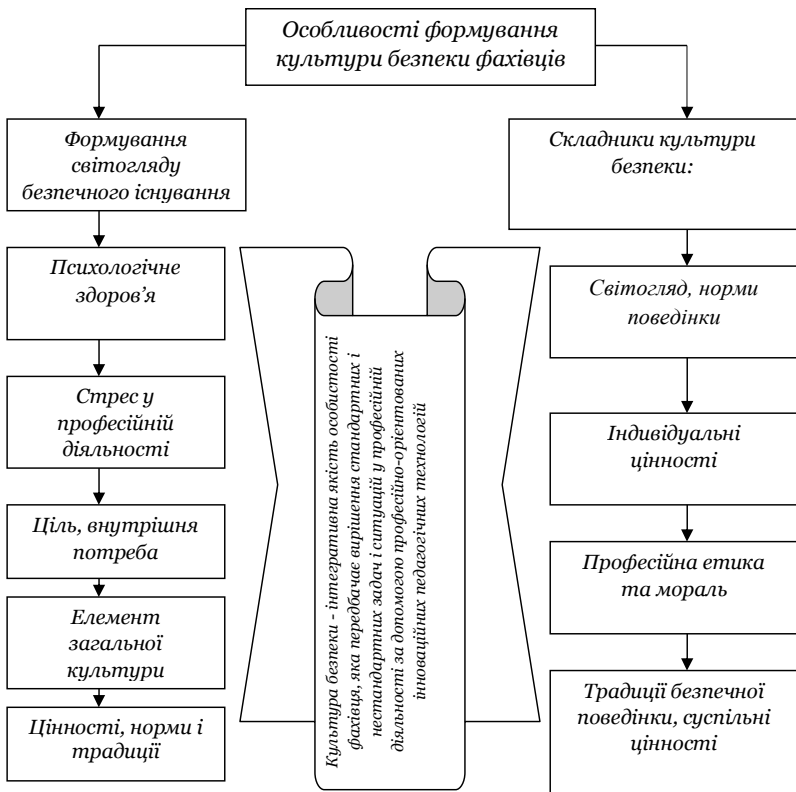 Особливості формування
культури безпеки фахівців
Формування
світогляду
безпечного існування
Психологічне
здоров'я
Стрес у
професійній
діяльності
Ціль, внутрішня
потреба
Елемент
загальної
культури
Цінності, норми і
традиції
Культура безпеки - інтегративна якість особистості
фахівця, яка передбачає вирішення стандартних і
нестандартних задач і ситуацій у професійній
діяльності за допомогою професійно-орієнтованих
інноваційних педагогічних технологій
Складники культури
безпеки:
Світогляд, норми
поведінки
Індивідуальні
цінності
Професійна етика
та мораль
Традиції безпечної
поведінки, суспільні
цінності